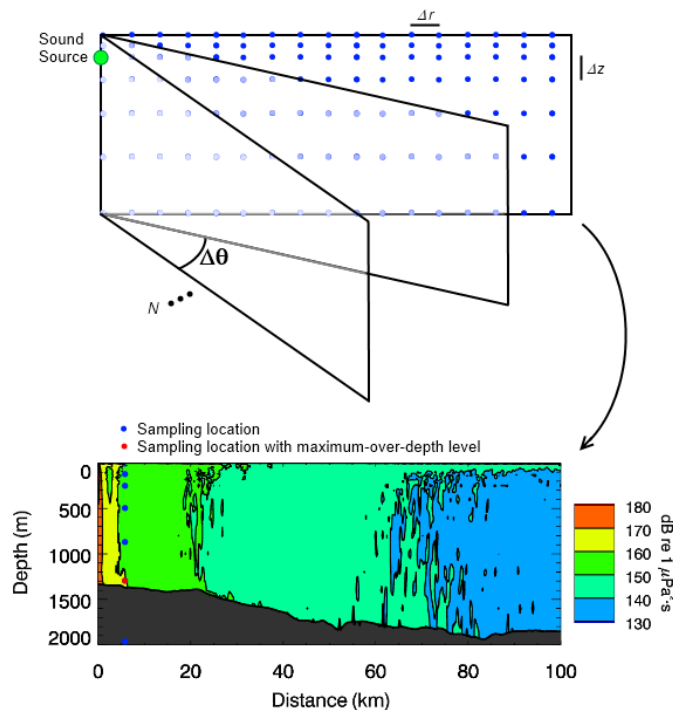 Δr
Sound
Source
Δz
Δθ
N
Sampling location
Sampling location with maximum-over-depth level
0
500
1000
1500
2000
Depth (m)
0 20 40 60 80 100
Distance (km)
180
170
160
150
140
130
dB re 1 μPa²s